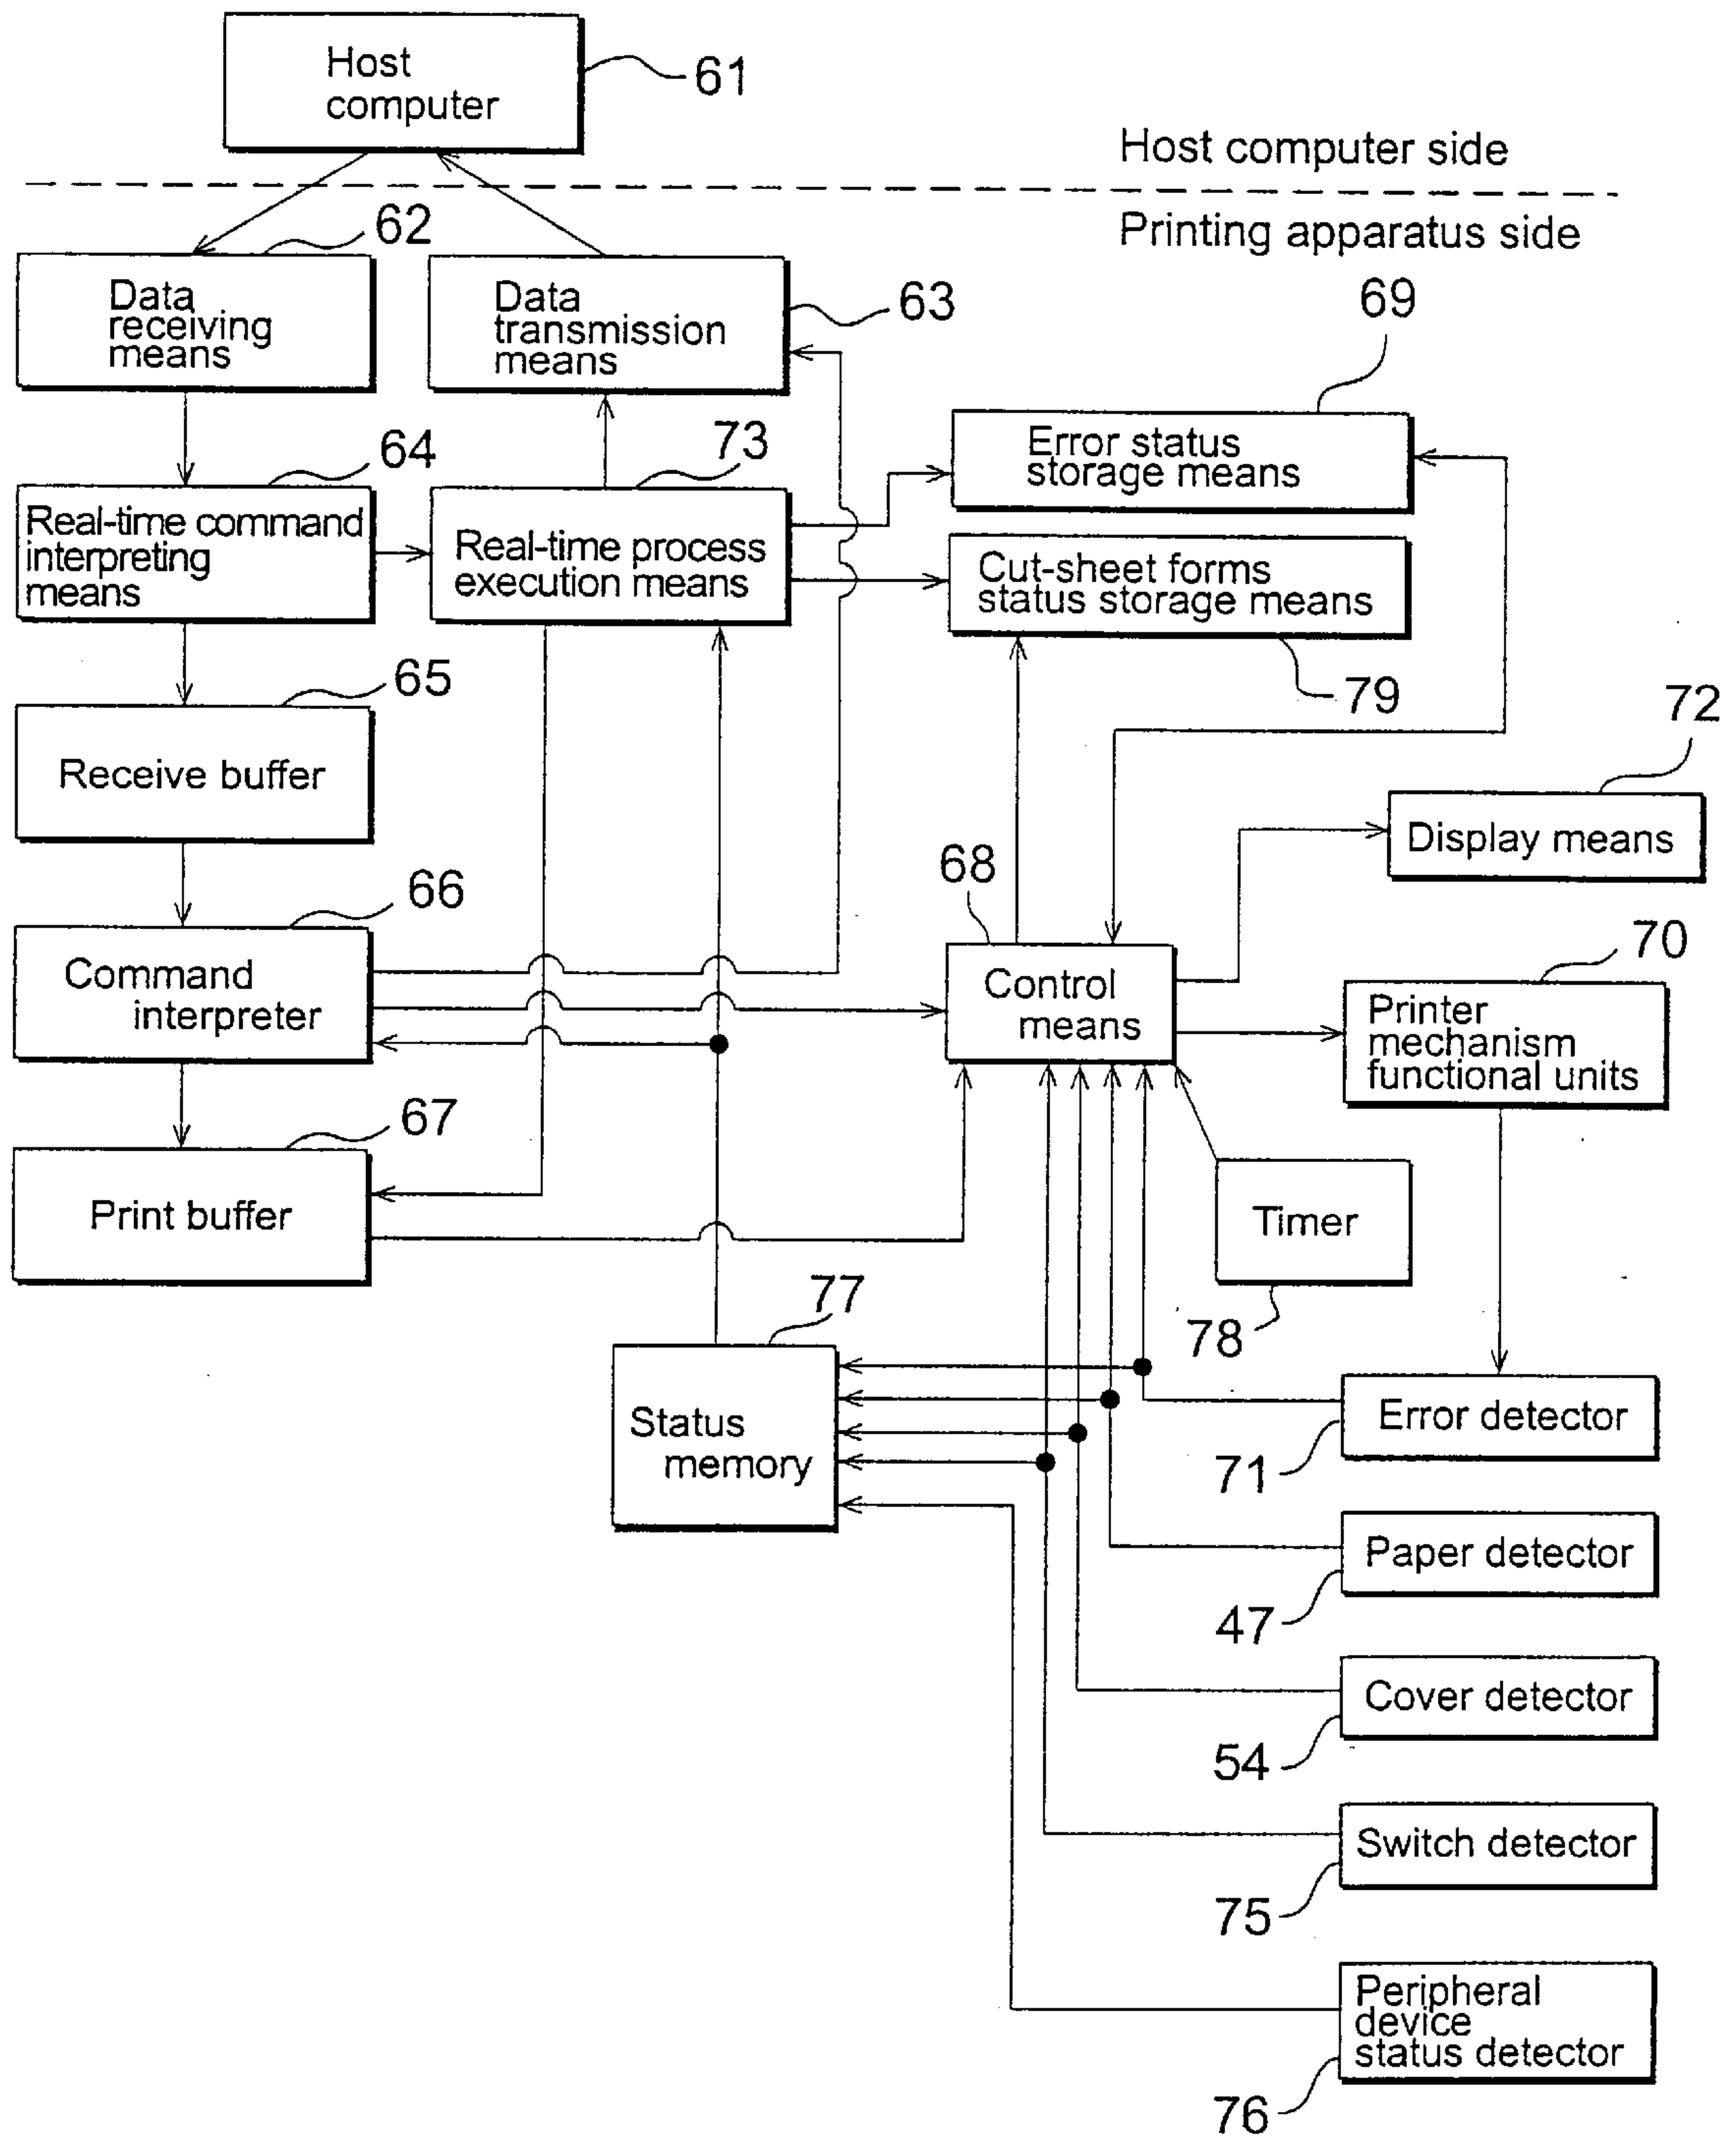 Host
computer
61
Host computer side
Printing apparatus side
62
Data
receiving
means
Data
transmission
means
63
69
64
Real-time command
interpreting
means
73
Real-time process
execution means
Error status
storage means
Cut-sheet forms
status storage means
79
65
Receive buffer
72
Display means
66
Command
interpreter
68
Control
means
70
Printer
mechanism
functional units
67
Print buffer
Timer
78
77
Status
memory
Error detector
71
Paper detector
47
Cover detector
54
Switch detector
75
Peripheral
device
status detector
76